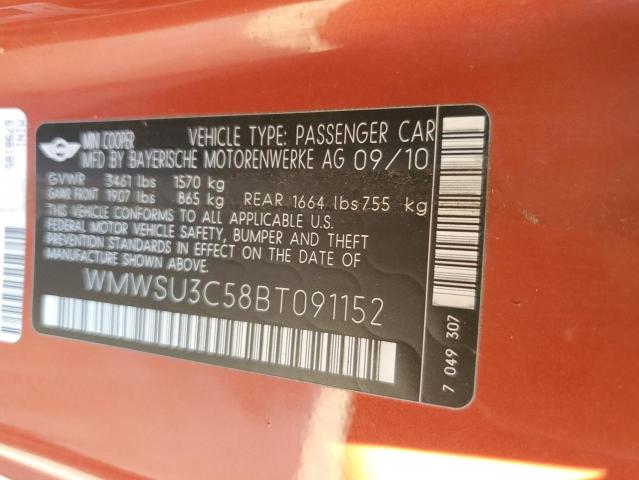 MINI
6798185
MINI COOPER VEHICLE TYPE: PASSENGER CAR
MFD BY BAYERISCHE MOTORENWERKE AG 09/10
GVWR 3461 lbs 1570 kg
GAWR FRONT 1907 lbs 865 kg REAR 1664 lbs 755 kg
THIS VEHICLE CONFORMS TO ALL APPLICABLE U.S.
FEDERAL MOTOR VEHICLE SAFETY, BUMPER AND THEFT
PREVENTION STANDARDS IN EFFECT ON THE DATE OF
MANUFACTURE SHOWN ABOVE.
WMWSU3C58BT091152
7 049 307